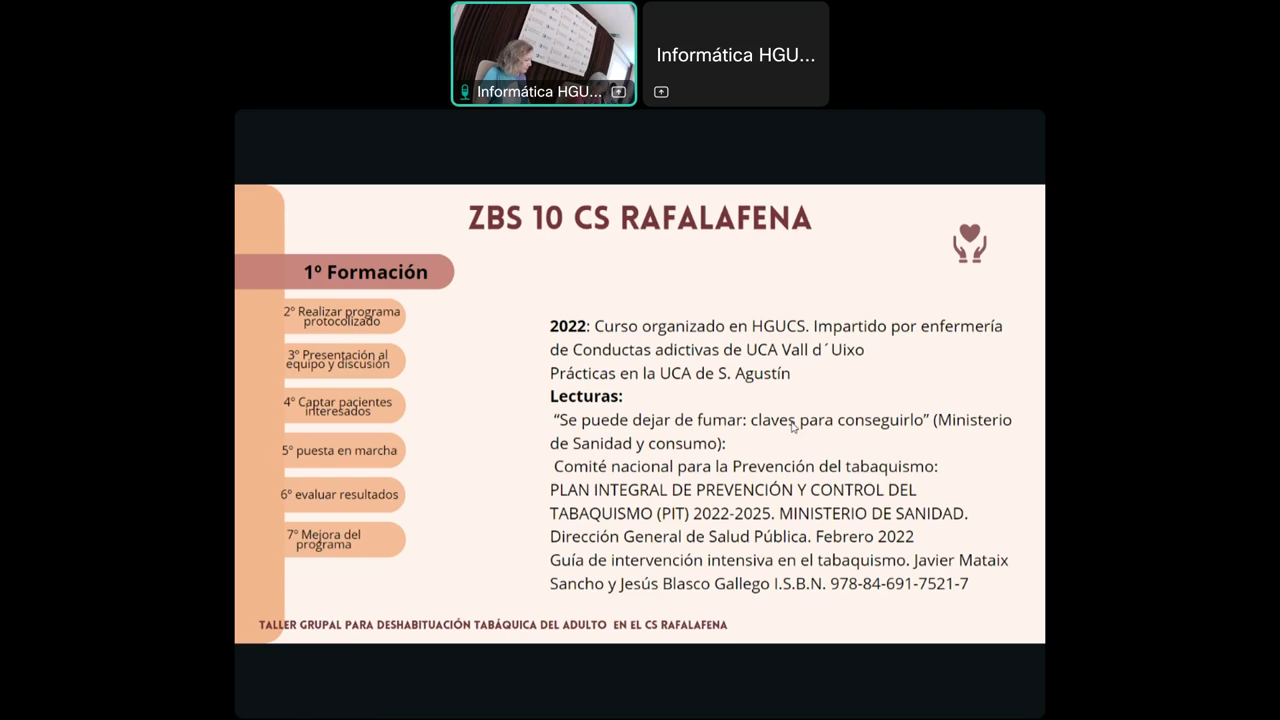 Informática HGU...
Informática HGU...
ZBS 10 CS RAFALAFENA
1º Formación
2º Realizar programa
protocolizado
3º Presentación al
equipo y discusión
4º Captar pacientes
interesados
5º puesta en marcha
6º evaluar resultados
7º Mejora del
programa
2022: Curso organizado en HGUCS. Impartido por enfermería
de Conductas adictivas de UCA Vall d´Uixo
Prácticas en la UCA de S. Agustín
Lecturas:
“Se puede dejar de fumar: claves para conseguirlo” (Ministerio
de Sanidad y consumo):
Comité nacional para la Prevención del tabaquismo:
PLAN INTEGRAL DE PREVENCIÓN Y CONTROL DEL
TABAQUISMO (PIT) 2022-2025. MINISTERIO DE SANIDAD.
Dirección General de Salud Pública. Febrero 2022
Guía de intervención intensiva en el tabaquismo. Javier Mataix
Sancho y Jesús Blasco Gallego I.S.B.N. 978-84-691-7521-7
TALLER GRUPAL PARA DESHABITUACIÓN TABÁQUICA DEL ADULTO EN EL CS RAFALAFENA